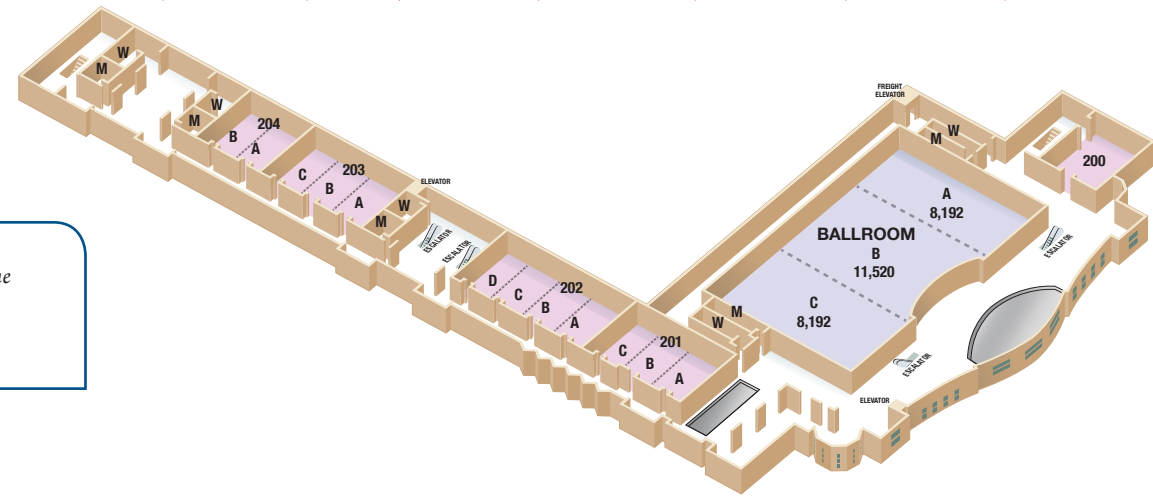 W
M
W
M
204
B
A
203
C
B
A
W
M
ELEVATOR
ESCALATOR
ESCALATOR
202
D
C
B
A
201
C
B
A
FREIGHT
ELEVATOR
W
M
200
A
8,192
BALLROOM
B
11,520
C
8,192
M
W
ESCALATOR
ESCALATOR
ELEVATOR